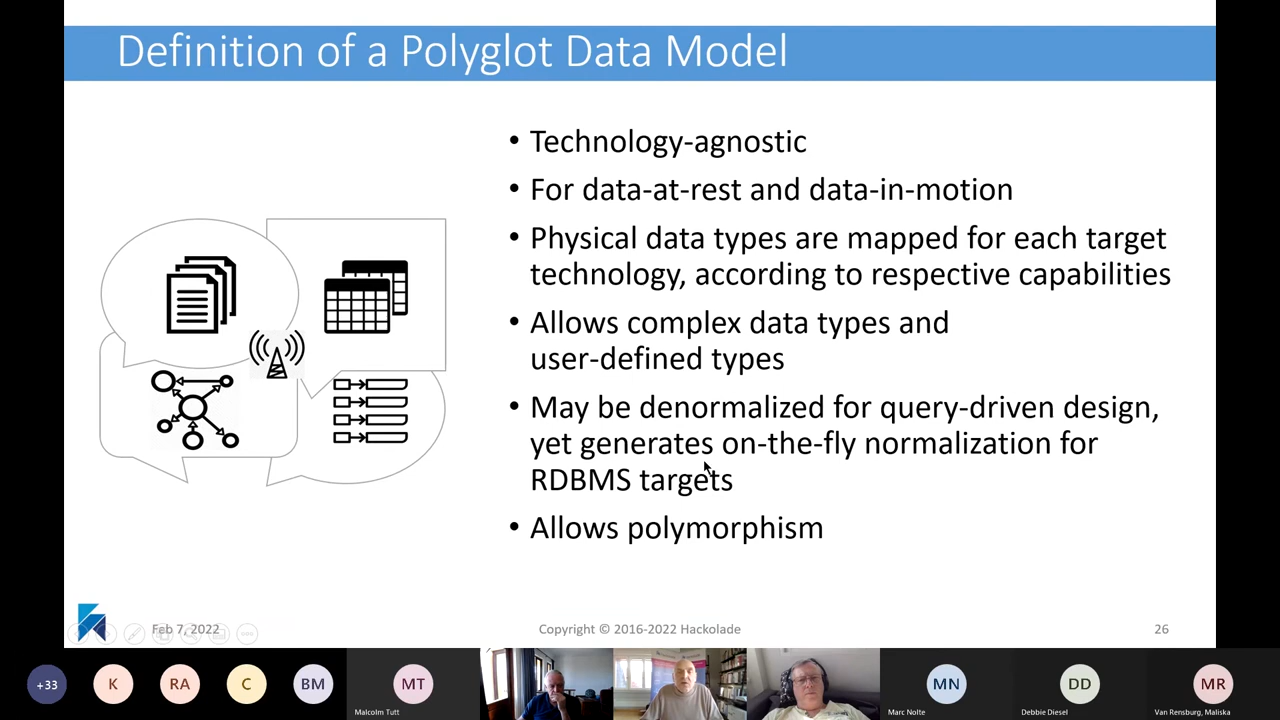 Definition of a Polyglot Data Model
• Technology-agnostic
• For data-at-rest and data-in-motion
• Physical data types are mapped for each target
technology, according to respective capabilities
• Allows complex data types and
user-defined types
• May be denormalized for query-driven design,
yet generates on-the-fly normalization for
RDBMS targets
• Allows polymorphism
Feb 7, 2022
Copyright © 2016-2022 Hackolade
26
+33
K
RA
C
BM
MT
MN
DD
MR
Malcolm Tutt
Marc Nolte
Debbie Diesel
Van Rensburg, Maliska